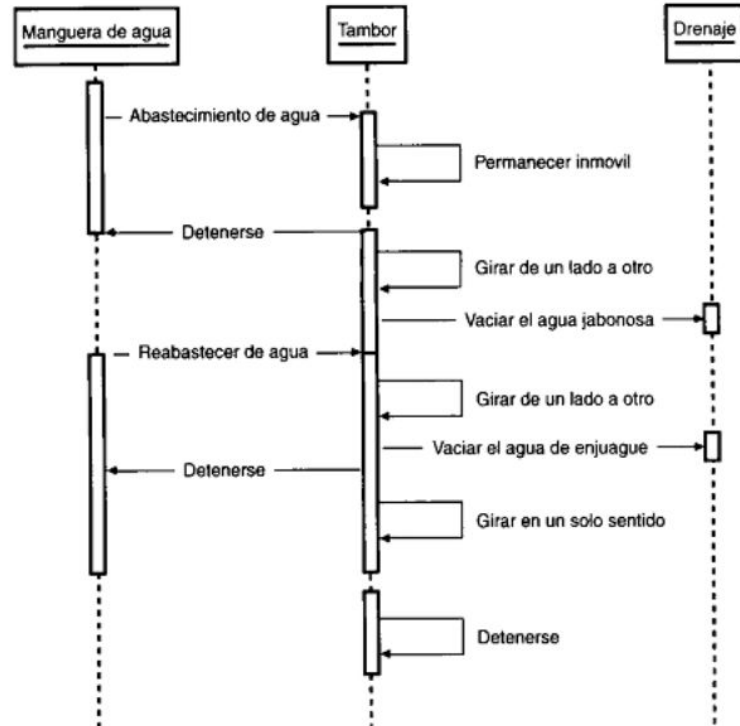 Manguera de agua
Tambor
Drenaje
Abastecimiento de agua
Permanecer inmovil
Detenerse
Girar de un lado a otro
Vaciar el agua jabonosa
Reabastecer de agua
Girar de un lado a otro
Vaciar el agua de enjuague
Detenerse
Girar en un solo sentido
Detenerse